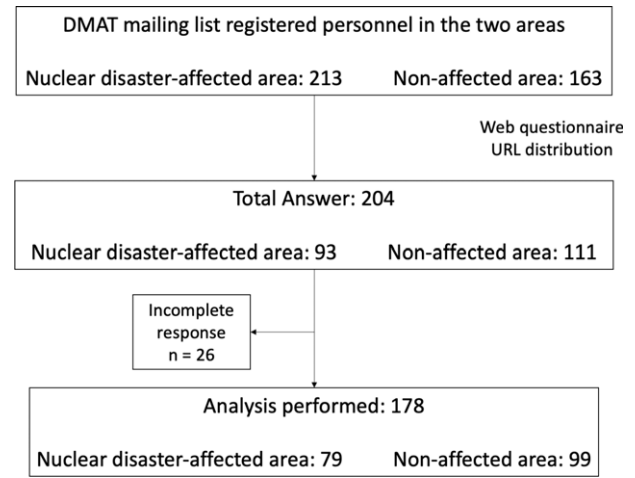 DMAT mailing list registered personnel in the two areas
Nuclear disaster-affected area: 213 Non-affected area: 163
Web questionnaire
URL distribution
Total Answer: 204
Nuclear disaster-affected area: 93 Non-affected area: 111
Incomplete
response
n = 26
Analysis performed: 178
Nuclear disaster-affected area: 79 Non-affected area: 99